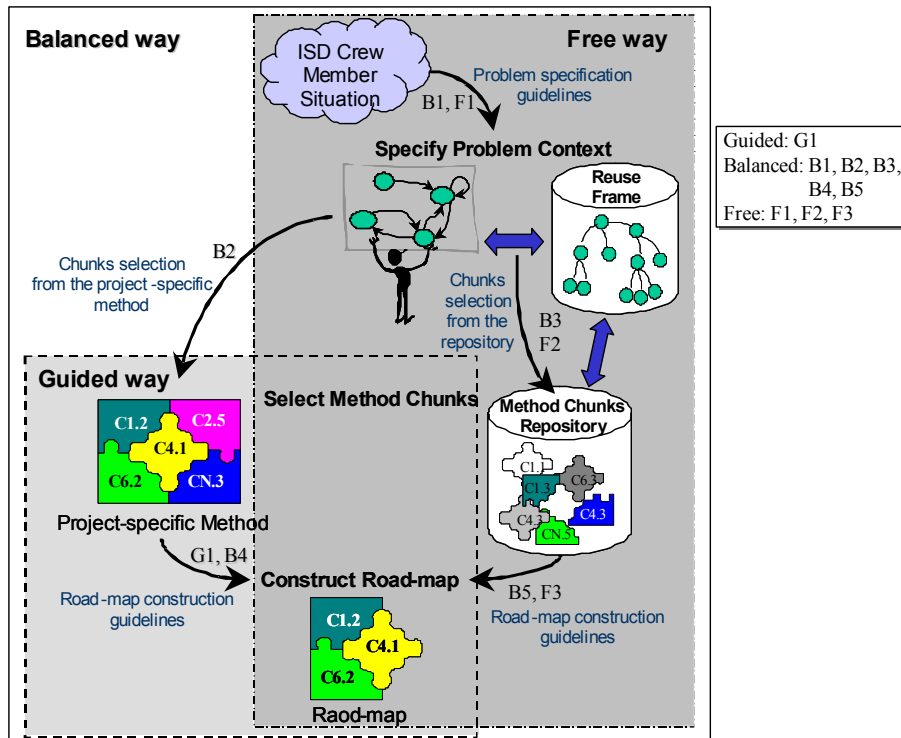 Balanced way
Free way
ISD Crew
Member
Situation
Problem specification
guidelines
B1, F1
Specify Problem Context
Guided: G1
Balanced: B1, B2, B3,
B4, B5
Free: F1, F2, F3
Reuse
Frame
B2
Chunks selection
from the project -specific
method
Chunks
selection
from the
repository
B3
F2
Guided way
Select Method Chunks
Method Chunks
Repository
C1.2
C2.5
C4.1
C6.2
CN.3
C1.1
C6.3
C1.3
C4.3
C4.3
CN.5
Project-specific Method
G1, B4
Construct Road-map
B5, F3
Road -map construction
guidelines
Road -map construction
guidelines
C1.2
C4.1
C6.2
Raod-map